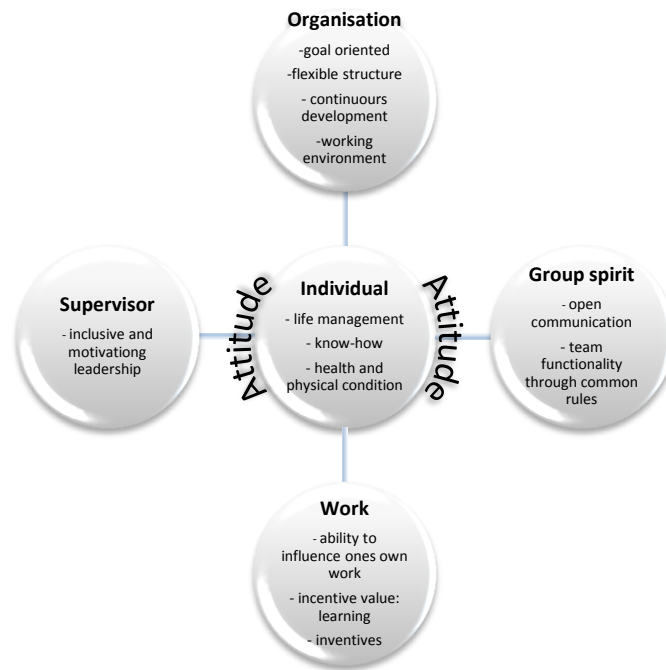 Organisation
-goal oriented
-flexible structure
- continuours
development
-working
environment
Supervisor
- inclusive and
motivationg
leadership
Attitude
Individual
- life management
- know-how
- health and
physical condition
Attitude
Group spirit
- open
communication
- team
functionality
through common
rules
Work
- ability to
influence ones own
work
- incentive value:
learning
- inventives